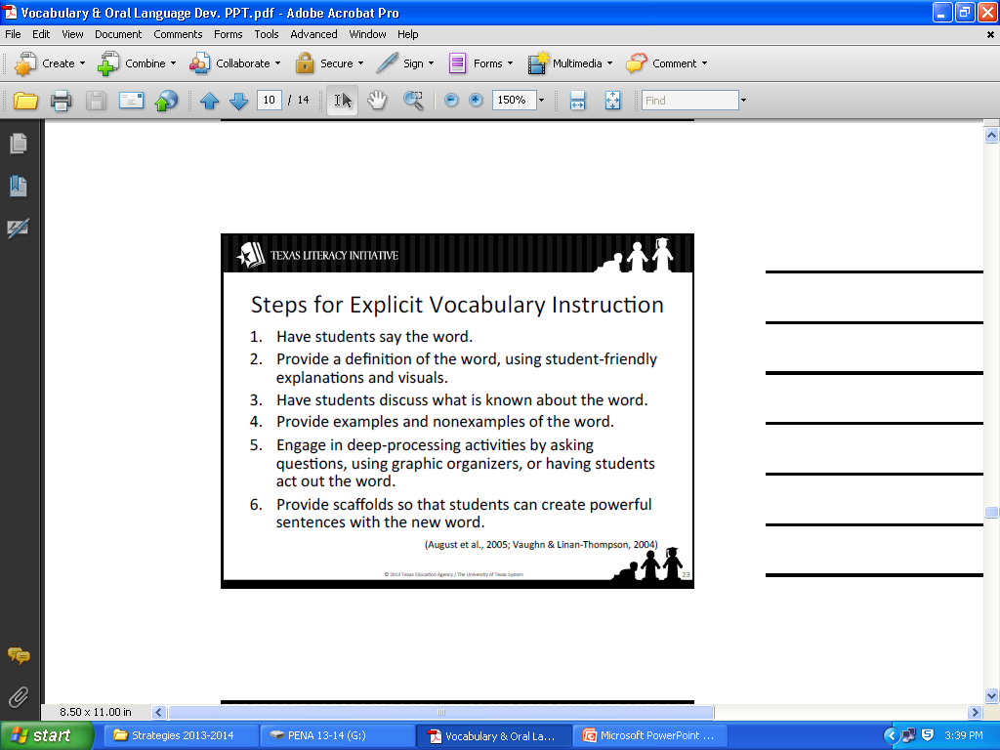 Vocabulary & Oral Language Dev. PPT.pdf - Adobe Acrobat Pro
File Edit View Document Comments Forms Tools Advanced Window Help
Create Combine Collaborate Secure Sign Forms Multimedia Comment
10 / 14 150% Find
TEXAS LITERACY INITIATIVE
Steps for Explicit Vocabulary Instruction
1. Have students say the word.
2. Provide a definition of the word, using student-friendly
explanations and visuals.
3. Have students discuss what is known about the word.
4. Provide examples and nonexamples of the word.
5. Engage in deep-processing activities by asking
questions, using graphic organizers, or having students
act out the word.
6. Provide scaffolds so that students can create powerful
sentences with the new word.
(August et al., 2005; Vaughn & Linan-Thompson, 2004)
© 2013 Texas Education Agency / The University of Texas System
23
8.50 x 11.00 in
start Strategies 2013-2014 PENA 13-14 (G:) Vocabulary & Oral La... Microsoft PowerPoint ... 3:39 PM